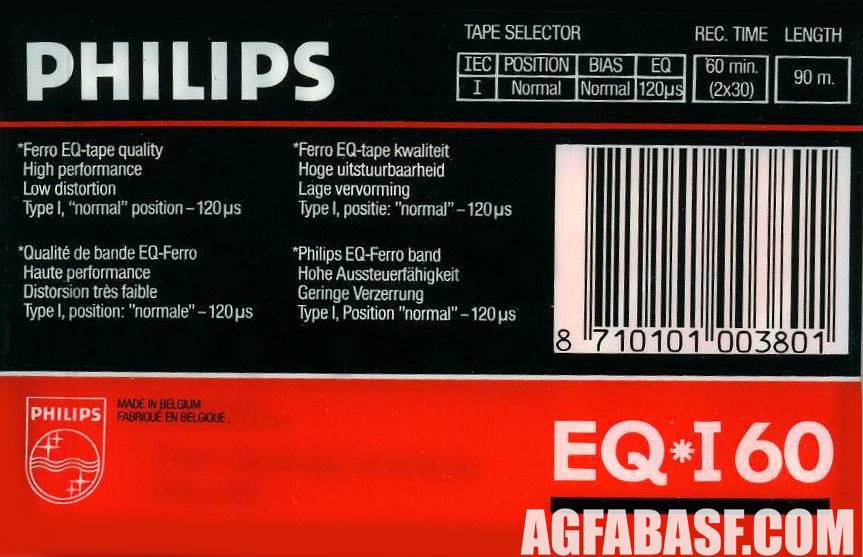 PHILIPS
TAPE SELECTOR
IEC POSITION BIAS EQ
I Normal Normal 120µs
REC. TIME
60 min.
(2x30)
LENGTH
90 m.
*Ferro EQ-tape quality
High performance
Low distortion
Type I, "normal" position – 120 µs
*Ferro EQ-tape kwaliteit
Hoge uitstuurbaarheid
Lage vervorming
Type I, positie: "normal" – 120 µs
*Qualité de bande EQ-Ferro
Haute performance
Distorsion très faible
Type I, position: "normale" – 120 µs
*Philips EQ-Ferro band
Hohe Aussteuerfähigkeit
Geringe Verzerrung
Type I, Position "normal" – 120 µs
8 710101 003801
PHILIPS
MADE IN BELGIUM
FABRIQUÉ EN BELGIQUE.
EQ*I 60
AGFABASF.COM